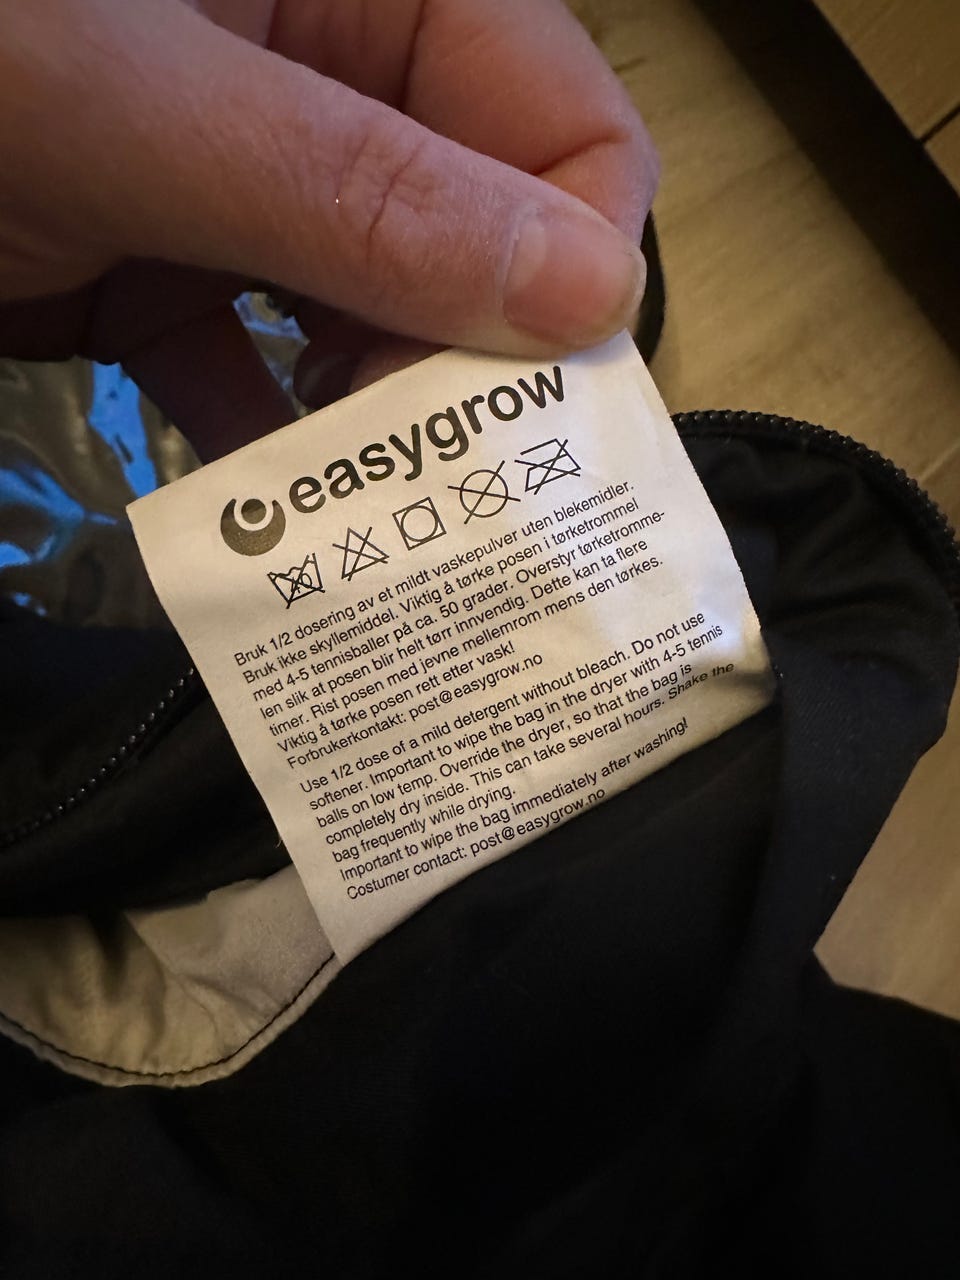 easygrow
40
Bruk 1/2 dosering av et mildt vaskepulver uten blekemidler.
Bruk ikke skyllemiddel. Viktig å tørke posen i tørketrommel
med 4-5 tennisballer på ca. 50 grader. Overstyr tørketromme-
len slik at posen blir helt tørr innvendig. Dette kan ta flere
timer. Rist posen med jevne mellemrom mens den tørkes.
Viktig å tørke posen rett etter vask!
Forbrukerkontakt: post@easygrow.no
Use 1/2 dose of a mild detergent without bleach. Do not use
softener. Important to wipe the bag in the dryer with 4-5 tennis
balls on low temp. Override the dryer, so that the bag is
completely dry inside. This can take several hours. Shake the
bag frequently while drying.
Important to wipe the bag immediately after washing!
Costumer contact: post@easygrow.no